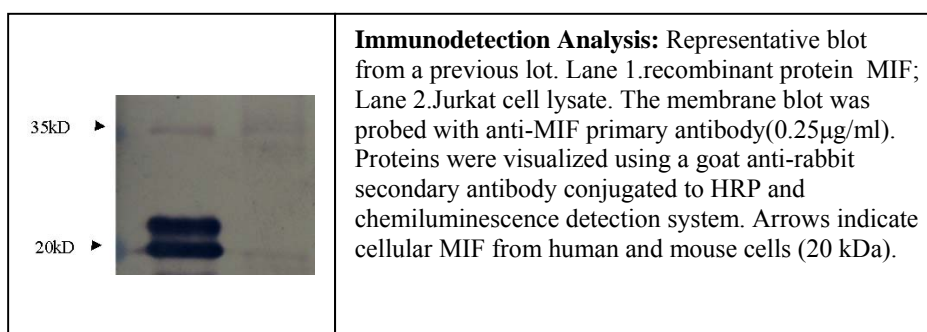 35kD
20kD
Immunodetection Analysis: Representative blot
from a previous lot. Lane 1.recombinant protein  MIF;
Lane 2.Jurkat cell lysate. The membrane blot was
probed with anti-MIF primary antibody(0.25μg/ml).
Proteins were visualized using a goat anti-rabbit
secondary antibody conjugated to HRP and
chemiluminescence detection system. Arrows indicate
cellular MIF from human and mouse cells (20 kDa).